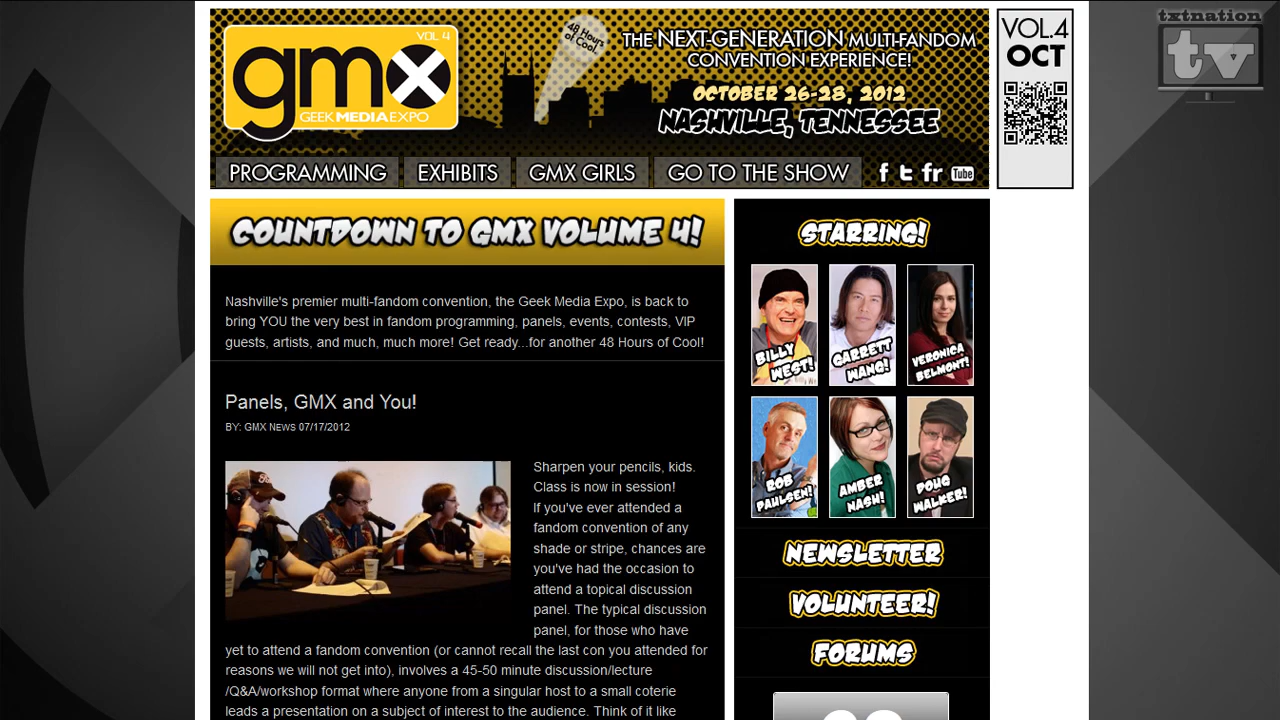 VOL 4
gmx
GEEK MEDIA EXPO
48 Hours
of Cool!
THE NEXT-GENERATION MULTI-FANDOM
CONVENTION EXPERIENCE!
OCTOBER 26-28, 2012
NASHVILLE, TENNESSEE
PROGRAMMING
EXHIBITS
GMX GIRLS
GO TO THE SHOW
f
t
fr
Tube
VOL.4
OCT
txtnation
tv
COUNTDOWN TO GMX VOLUME 4!
Nashville's premier multi-fandom convention, the Geek Media Expo, is back to
bring YOU the very best in fandom programming, panels, events, contests, VIP
guests, artists, and much, much more! Get ready...for another 48 Hours of Cool!
Panels, GMX and You!
BY: GMX NEWS 07/17/2012
Sharpen your pencils, kids.
Class is now in session!
If you've ever attended a
fandom convention of any
shade or stripe, chances are
you've had the occasion to
attend a topical discussion
panel. The typical discussion
panel, for those who have
yet to attend a fandom convention (or cannot recall the last con you attended for
reasons we will not get into), involves a 45-50 minute discussion/lecture
/Q&A/workshop format where anyone from a singular host to a small coterie
leads a presentation on a subject of interest to the audience. Think of it like
STARRING!
BILLY
WEST!
GARRETT
WANG!
VERONICA
BELMONT!
ROB
PAULSEN!
AMBER
NASH!
DOUG
WALKER!
NEWSLETTER
VOLUNTEER!
FORUMS